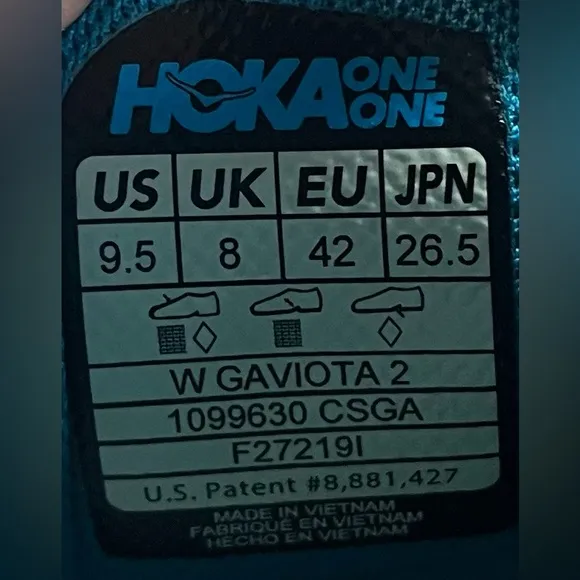 HOKA ONE ONE
US UK EU JPN
9.5 8 42 26.5
W GAVIOTA 2
1099630 CSGA
F27219I
U.S. Patent #8,881,427
MADE IN VIETNAM
FABRIQUÉ EN VIETNAM
HECHO EN VIETNAM